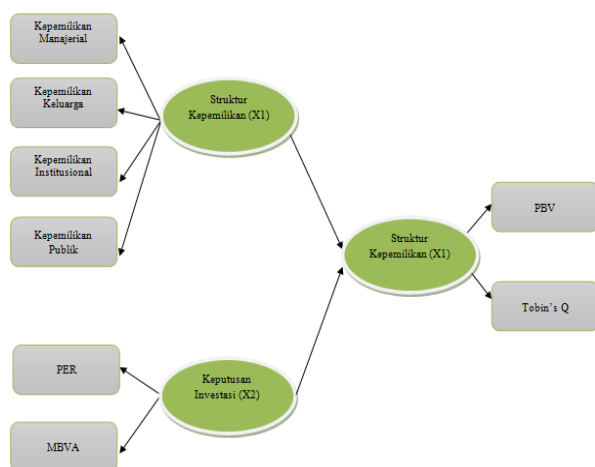 Kepemilikan
Manajerial
Kepemilikan
Keluarga
Kepemilikan
Institusional
Kepemilikan
Publik
Struktur
Kepemilikan (X1)
Struktur
Kepemilikan (X1)
PBV
Tobin's Q
Keputusan
Investasi (X2)
PER
MBVA